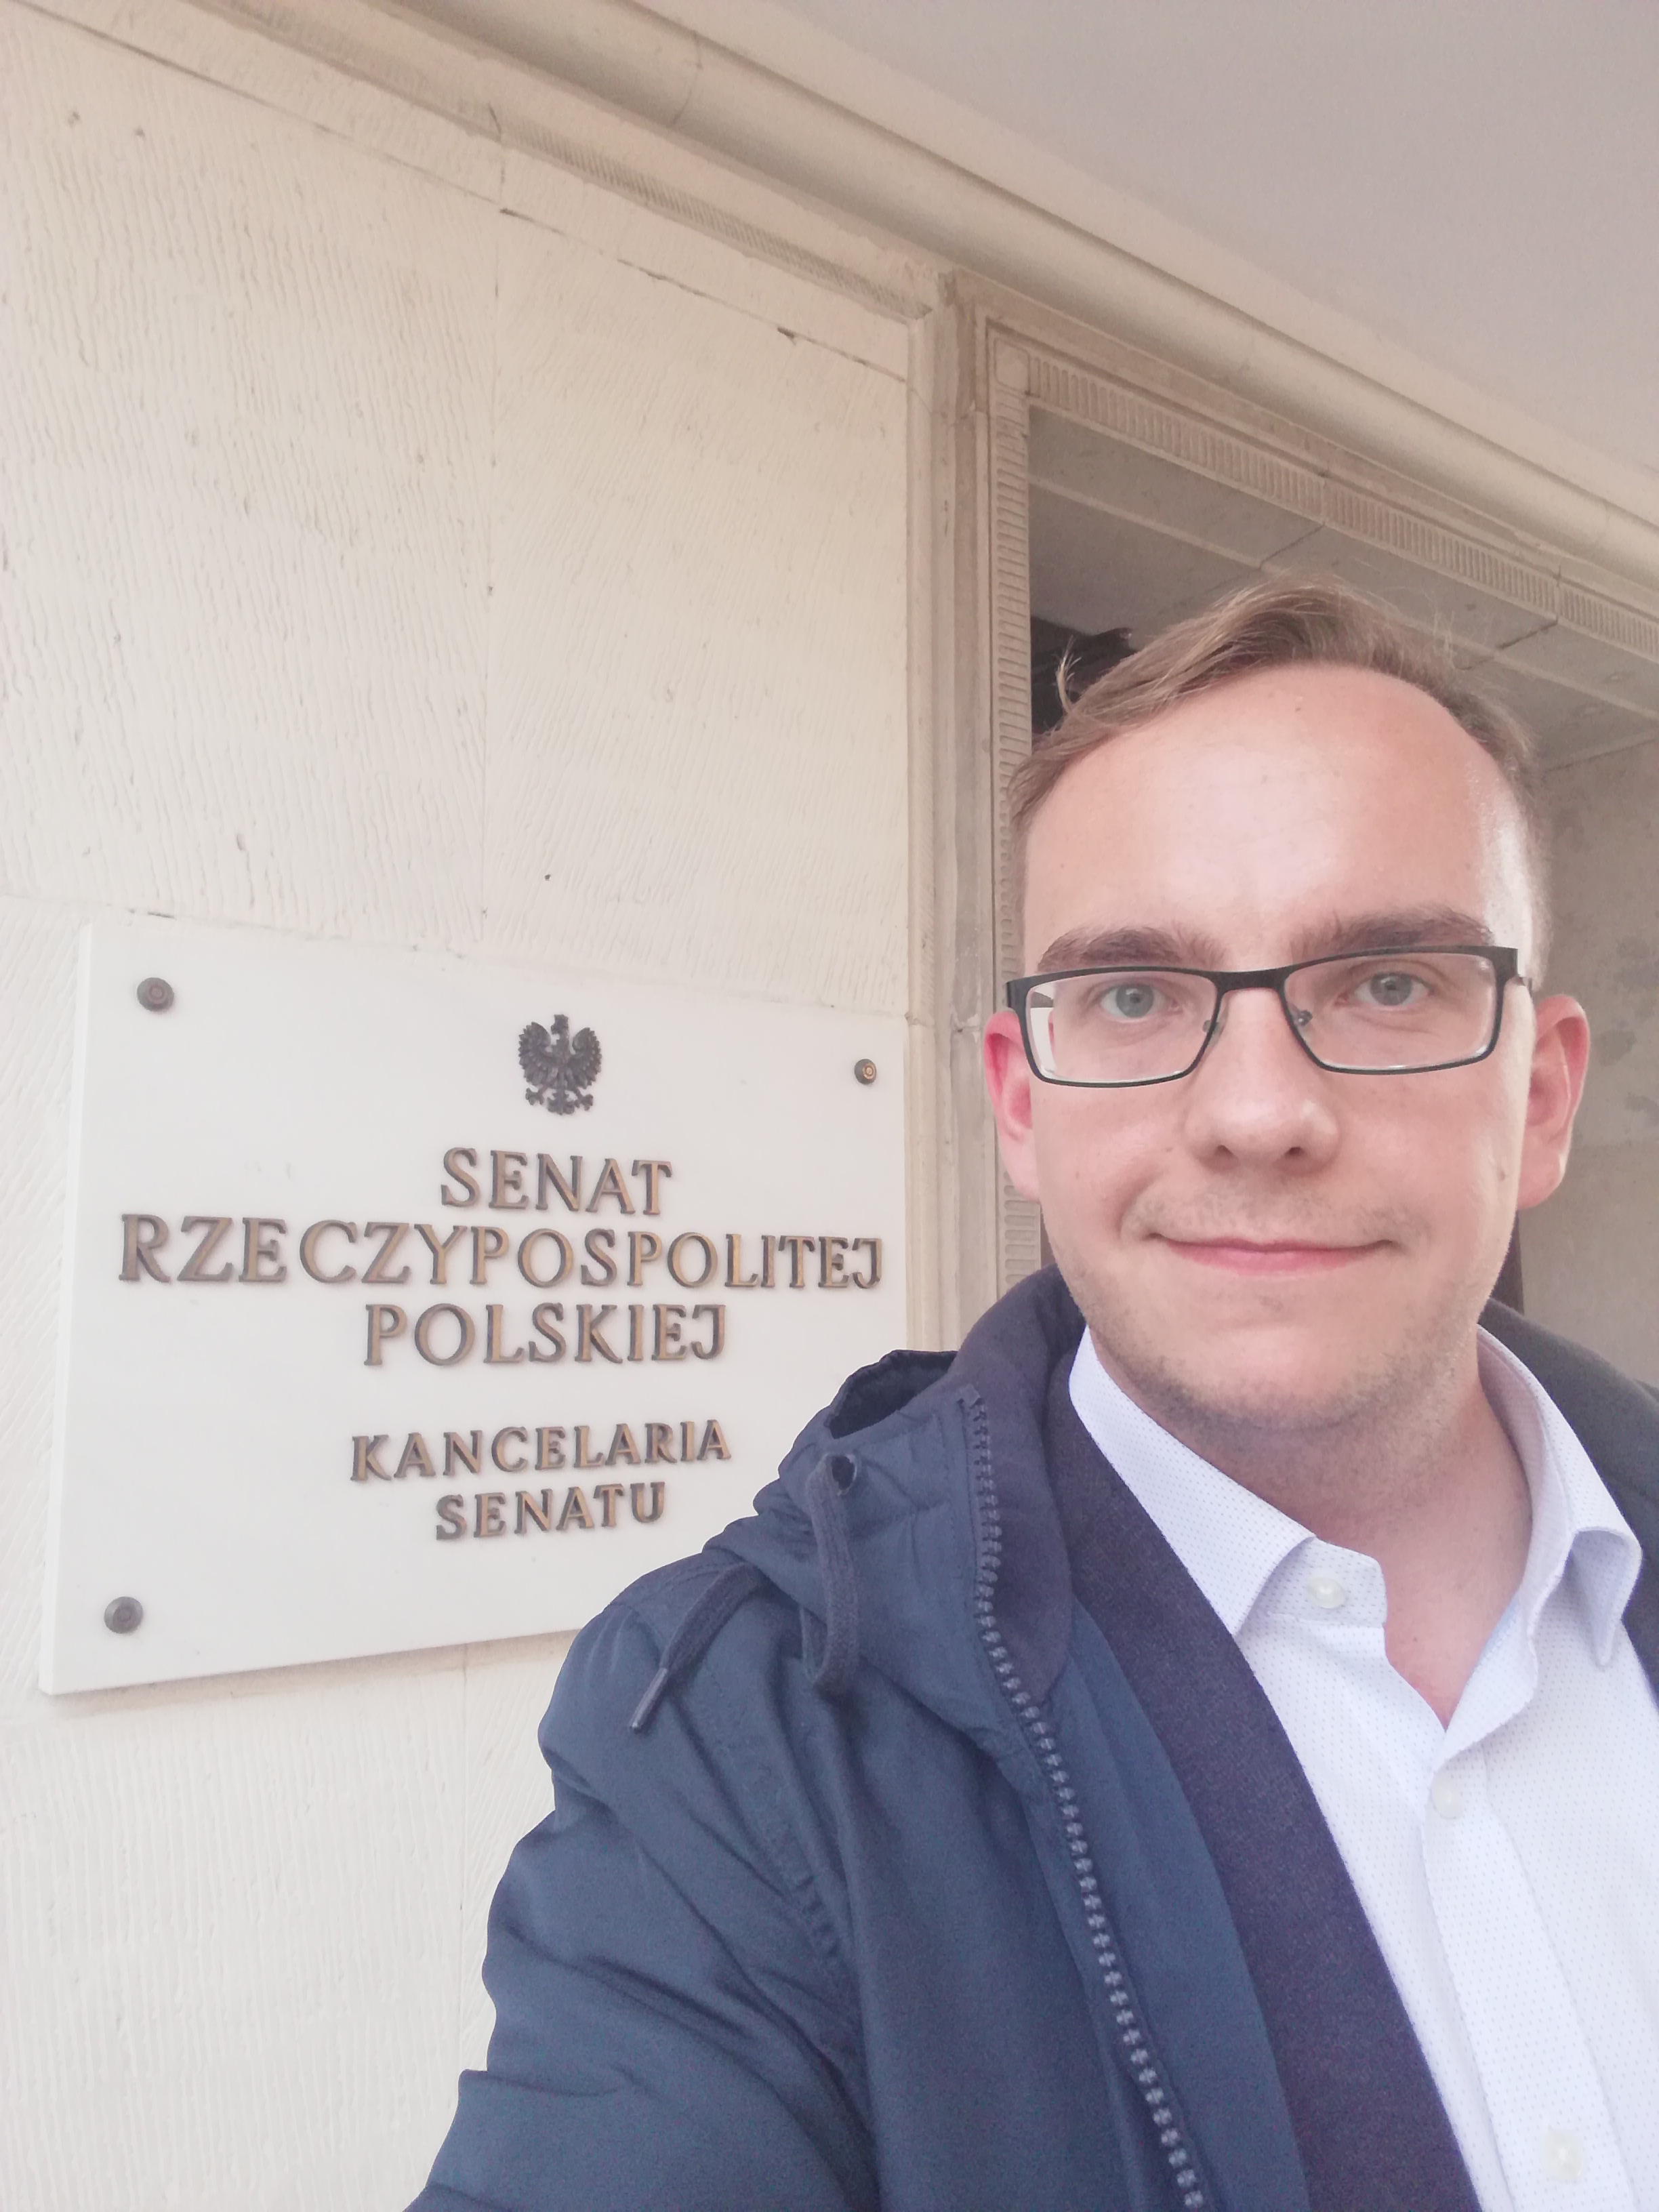 SENAT
RZECZYPOSPOLITEJ
POLSKIEJ
KANCELARIA
SENATU